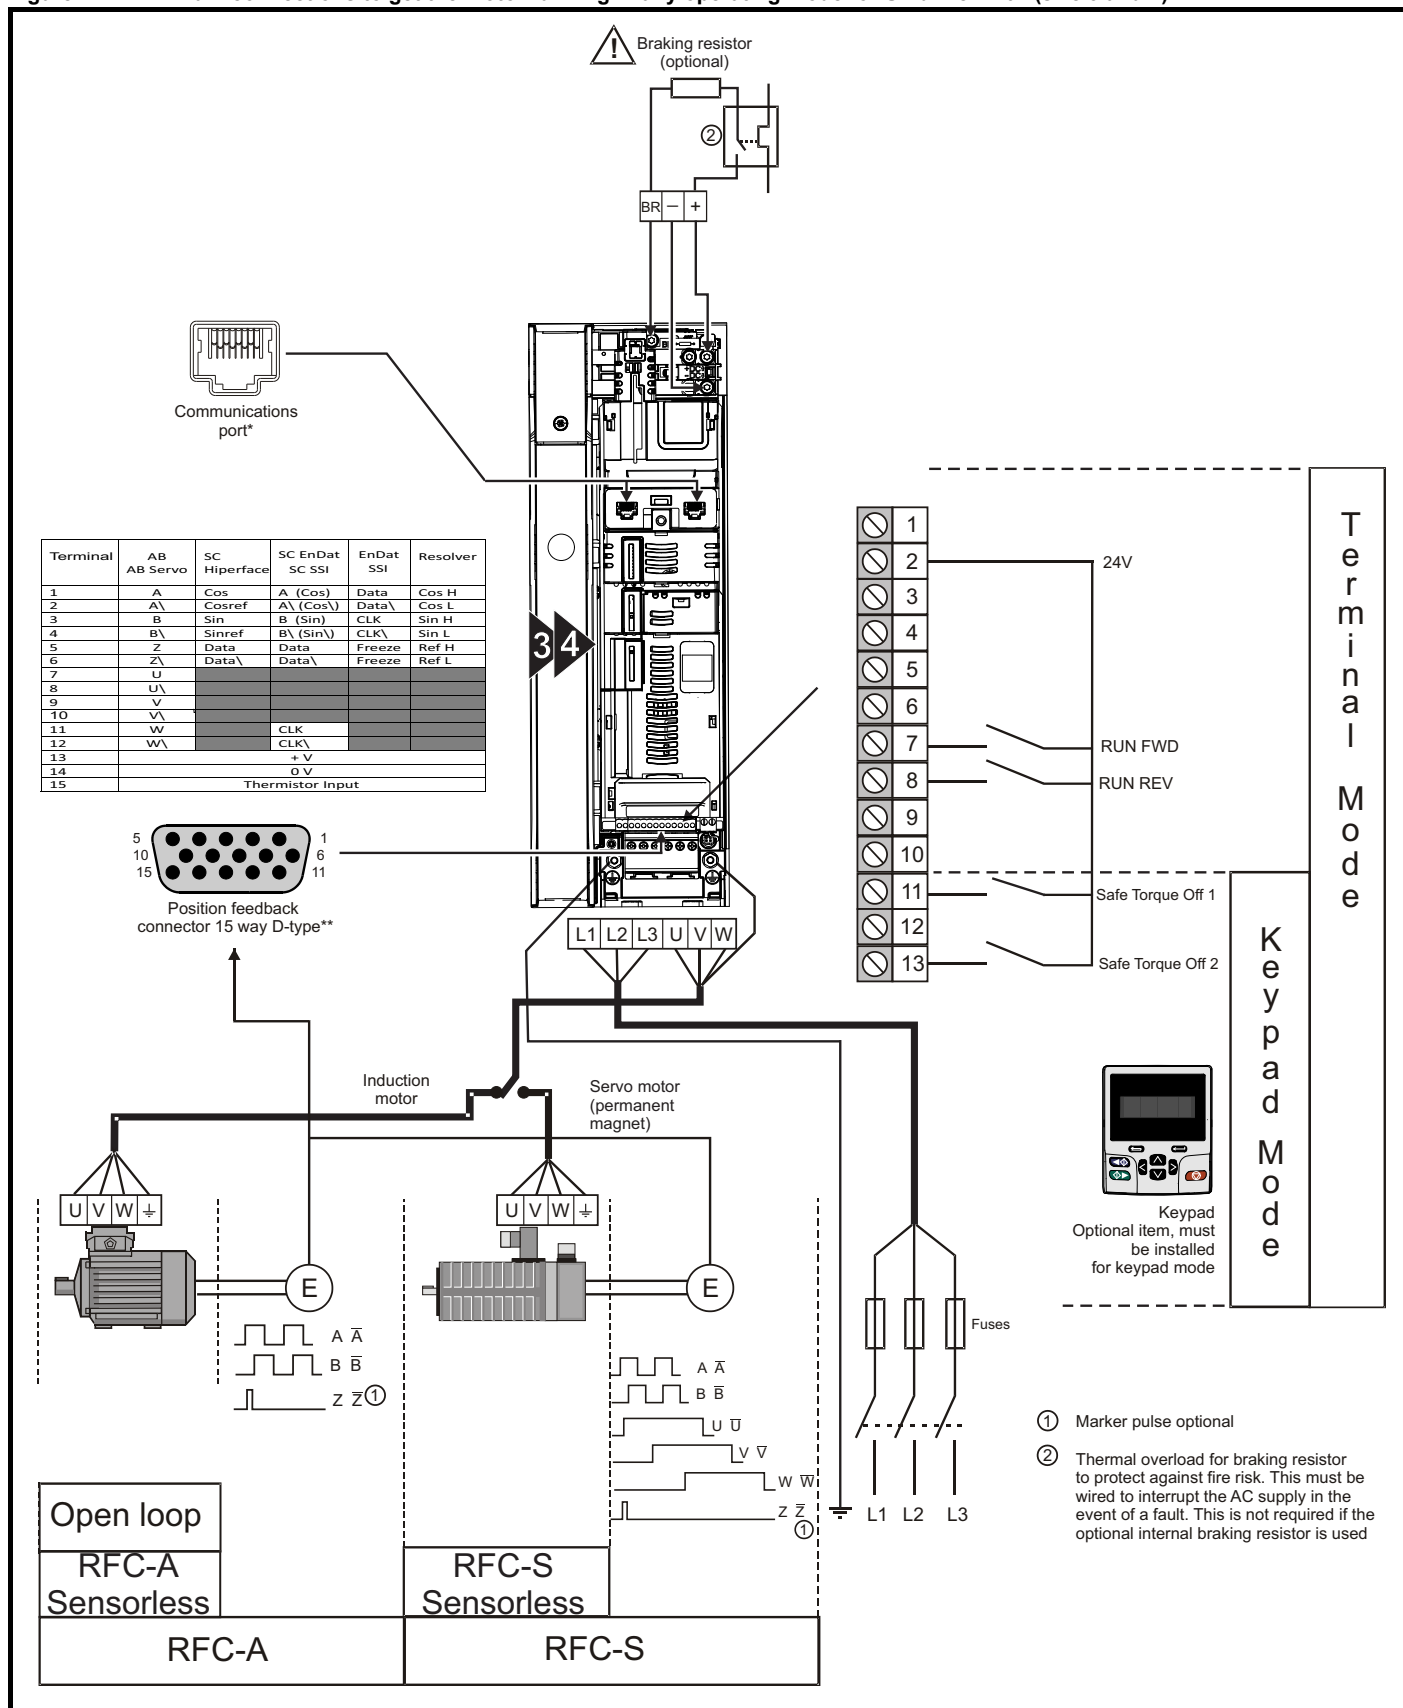 Braking resistor
(optional)
2
BR − +
Communications
port*
Terminal AB AB Servo SC Hiperface SC EnDat SC SSI EnDat SSI Resolver
1 A Cos A (Cos) Data Cos H
2 A\ Cosref A\ (Cos\) Data\ Cos L
3 B Sin B (Sin) CLK Sin H
4 B\ Sinref B\ (Sin\) CLK\ Sin L
5 Z Data Data Freeze Ref H
6 Z\ Data\ Data\ Freeze Ref L
7 U
8 U\
9 V
10 V\
11 W CLK
12 W\ CLK\
13 + V
14 0 V
15 Thermistor Input
3 4
5 1
10 6
15 11
Position feedback
connector 15 way D-type**
L1 L2 L3 U V W
1
2 24V
3
4
5
6
7 RUN FWD
8 RUN REV
9
10
11 Safe Torque Off 1
12
13 Safe Torque Off 2
Terminal Mode
Keypad Mode
Keypad
Optional item, must
be installed
for keypad mode
Induction
motor
Servo motor
(permanent
magnet)
U V W
U V W
E
E
A A̅
B B̅
Z Z̅ 1
A A̅
B B̅
U U̅
V V̅
W W̅
Z Z̅
1
Fuses
L1 L2 L3
1 Marker pulse optional
2 Thermal overload for braking resistor
to protect against fire risk. This must be
wired to interrupt the AC supply in the
event of a fault. This is not required if the
optional internal braking resistor is used
Open loop
RFC-A
Sensorless
RFC-A
RFC-S
Sensorless
RFC-S